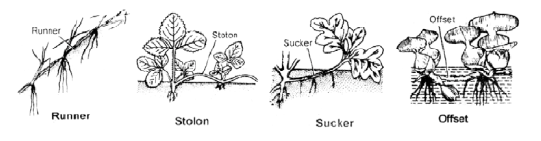 Runner
Stolon
Sucker
Offset
Runner
Stolon
Sucker
Offset